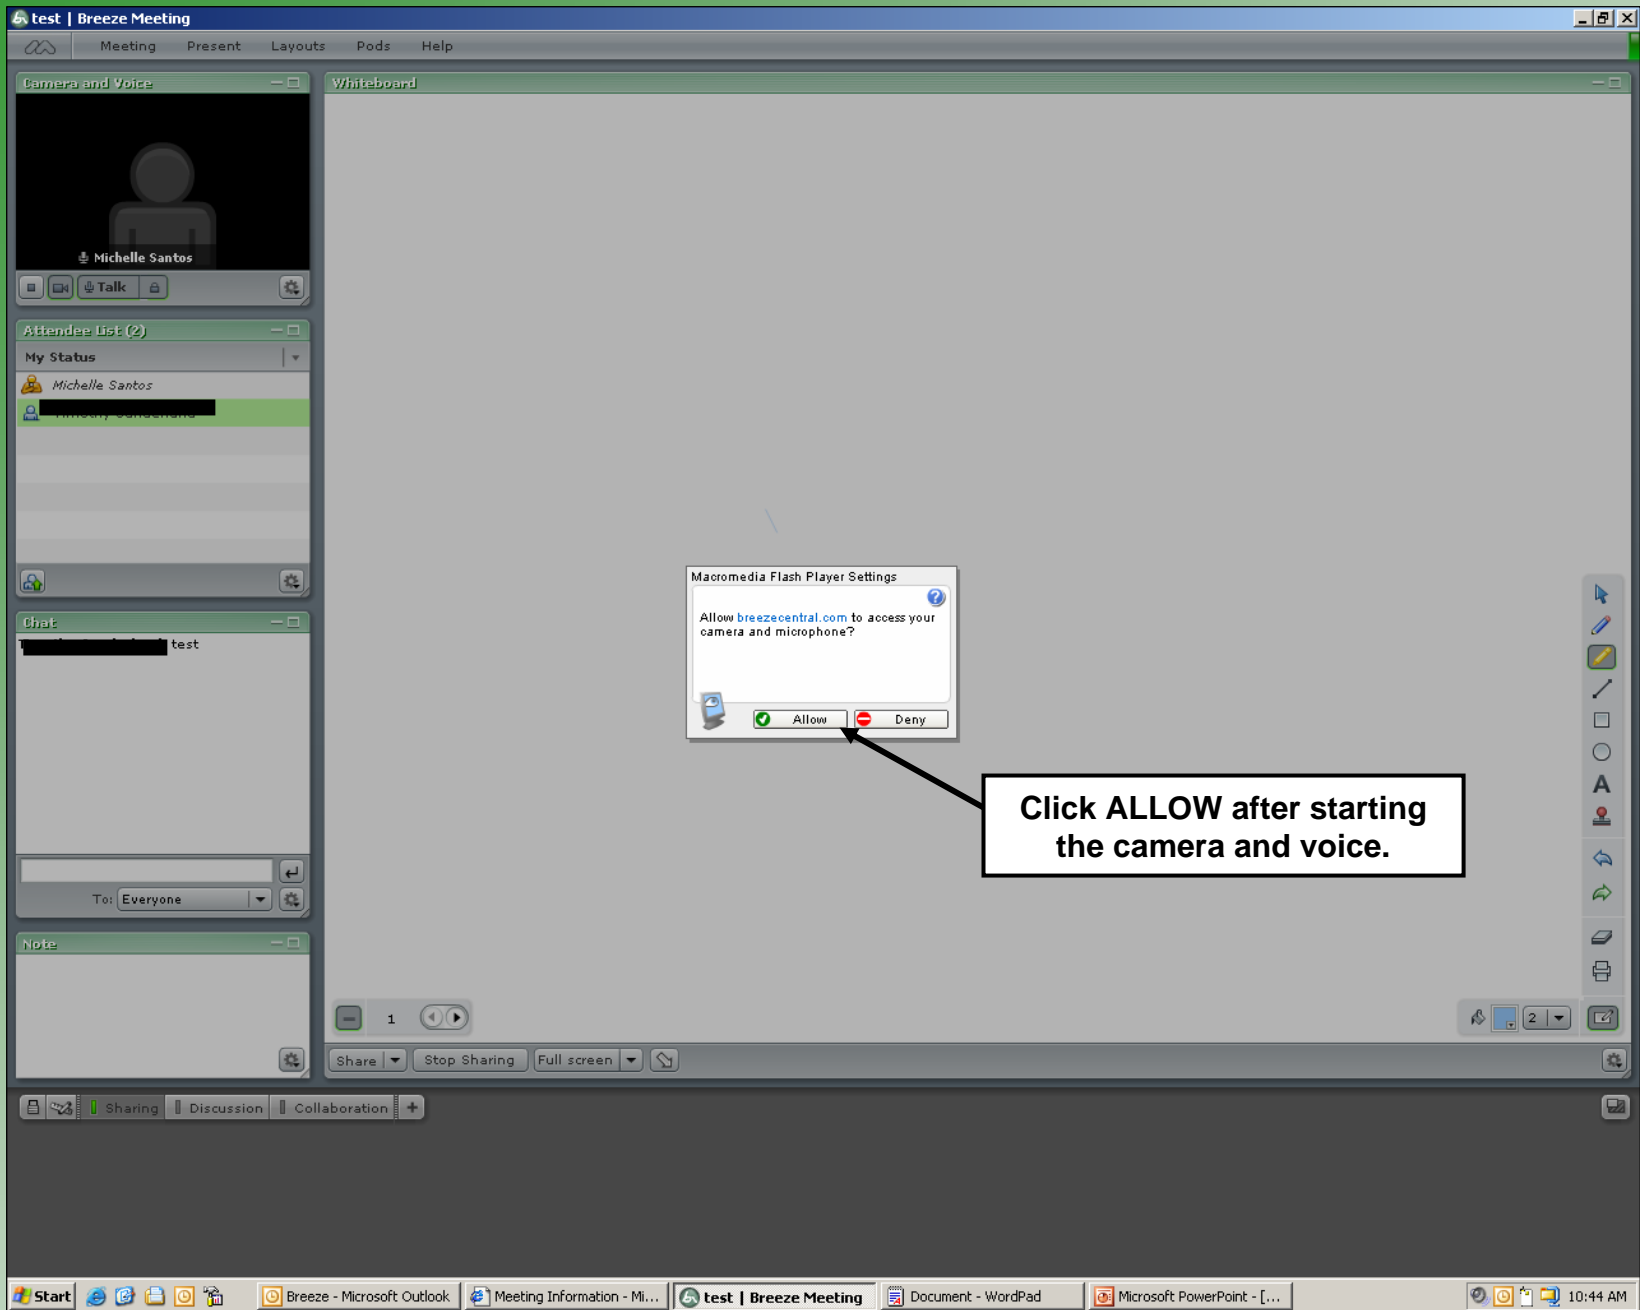 test | Breeze Meeting
Meeting Present Layouts Pods Help
Camera and Voice
Michelle Santos
Talk
Attendee List (2)
My Status
Michelle Santos
Chat
test
To: Everyone
Note
Whiteboard
Macromedia Flash Player Settings
Allow breezecentral.com to access your
camera and microphone?
Allow Deny
Click ALLOW after starting
the camera and voice.
A
1
2
Share Stop Sharing Full screen
Sharing Discussion Collaboration +
Start Breeze - Microsoft Outlook Meeting Information - Mi... test | Breeze Meeting Document - WordPad Microsoft PowerPoint - [... 10:44 AM